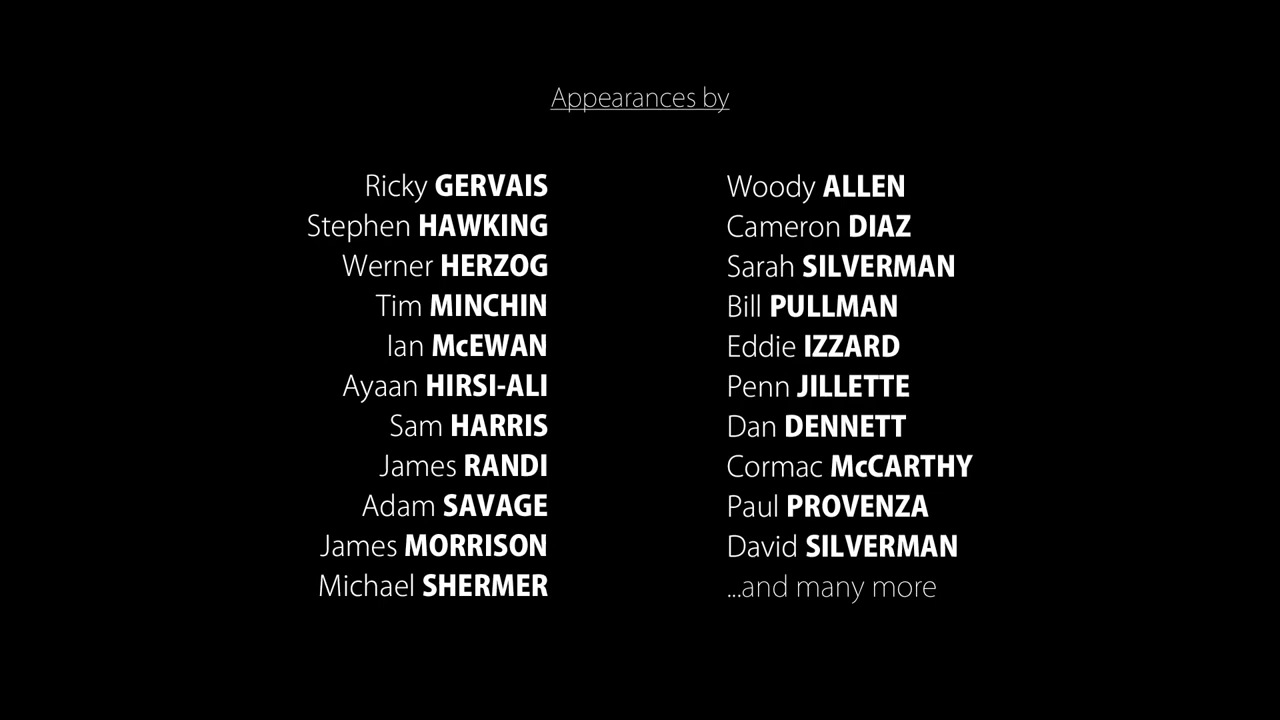 Appearances by
Ricky GERVAIS
Stephen HAWKING
Werner HERZOG
Tim MINCHIN
Ian McEWAN
Ayaan HIRSI-ALI
Sam HARRIS
James RANDI
Adam SAVAGE
James MORRISON
Michael SHERMER
Woody ALLEN
Cameron DIAZ
Sarah SILVERMAN
Bill PULLMAN
Eddie IZZARD
Penn JILLETTE
Dan DENNETT
Cormac McCARTHY
Paul PROVENZA
David SILVERMAN
...and many more